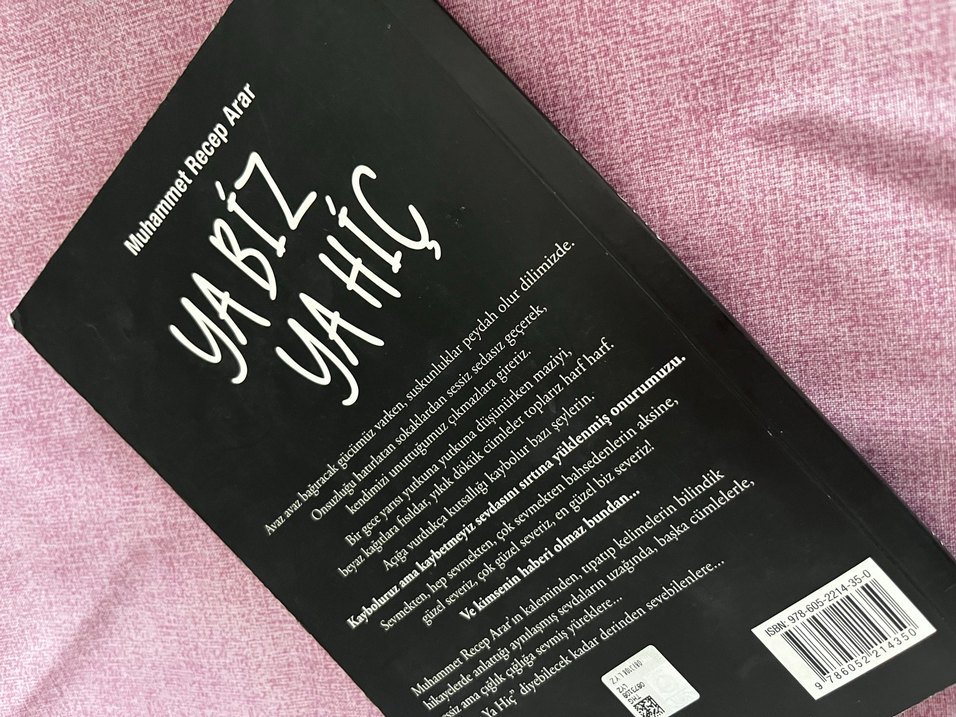 Muhammet Recep Arar
YA BİZ
YA HİÇ
Avaz avaz bağıracak gücümüz varken, suskunluklar peydah olur dilimizde.
Onsuzluğu hatırlatan sokaklardan sessiz sedasız geçerek,
kendimizi unuttuğumuz çıkmazlara gireriz.
Bir gece yarısı yutkuna yutkuna düşünürken maziyi,
beyaz kağıtlara fısıldar, yıkık dökük cümleler toplarız harf harf.
Açığa vurdukça kutsallığı kaybolur bazı şeylerin.
Kayboluruz ama kaybetmeyiz sevdasını sırtına yüklenmiş onurumuzu.
Sevmekten, hep sevmekten, çok sevmekten bahsedenlerin aksine,
güzel severiz, çok güzel severiz, en güzel biz severiz!
Ve kimsenin haberi olmaz bundan...
Muhammet Recep Arar'ın kaleminden, tıpatıp kelimelerin bilindik
hikayelerde anlattığı aynılaşmış sevdaların uzağında, başka cümlelerle,
ssiz ama çığlık çığlığa sevmiş yüreklere...
Ya Hiç" diyebilecek kadar derinden sevebilenlere...
ISBN: 978-605-2214-35-0
9 786052 214350